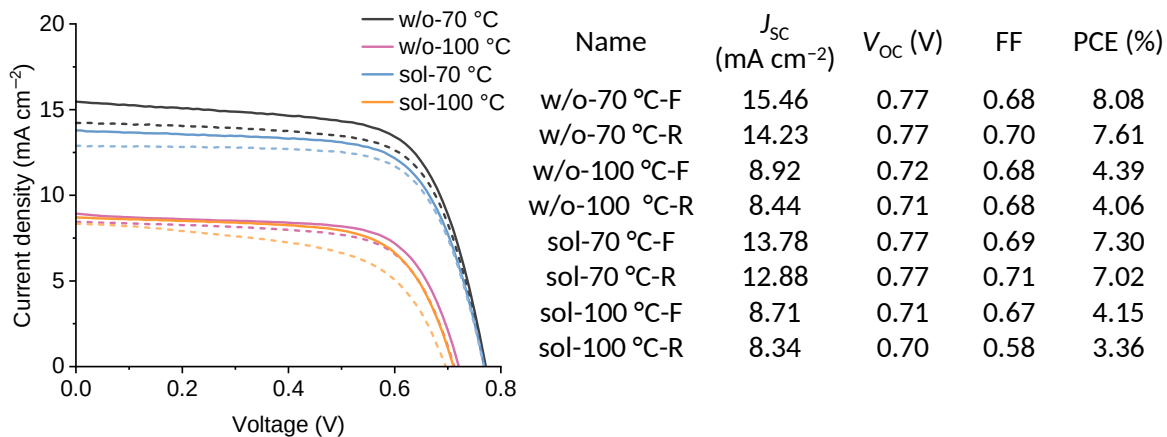 20
15
10
5
0
0.0 0.2 0.4 0.6 0.8
Current density (mA cm⁻²)
Voltage (V)
w/o-70 °C
w/o-100 °C
sol-70 °C
sol-100 °C
Name J_SC (mA cm⁻²) V_OC (V) FF PCE (%)
w/o-70 °C-F 15.46 0.77 0.68 8.08
w/o-70 °C-R 14.23 0.77 0.70 7.61
w/o-100 °C-F 8.92 0.72 0.68 4.39
w/o-100 °C-R 8.44 0.71 0.68 4.06
sol-70 °C-F 13.78 0.77 0.69 7.30
sol-70 °C-R 12.88 0.77 0.71 7.02
sol-100 °C-F 8.71 0.71 0.67 4.15
sol-100 °C-R 8.34 0.70 0.58 3.36